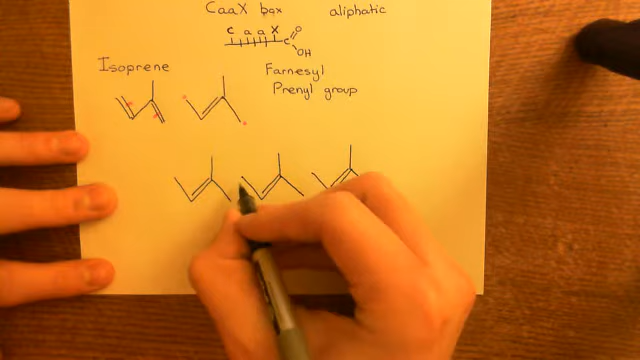 CaaX box aliphatic
C a a X C O
OH
Isoprene Farnesyl
Prenyl group